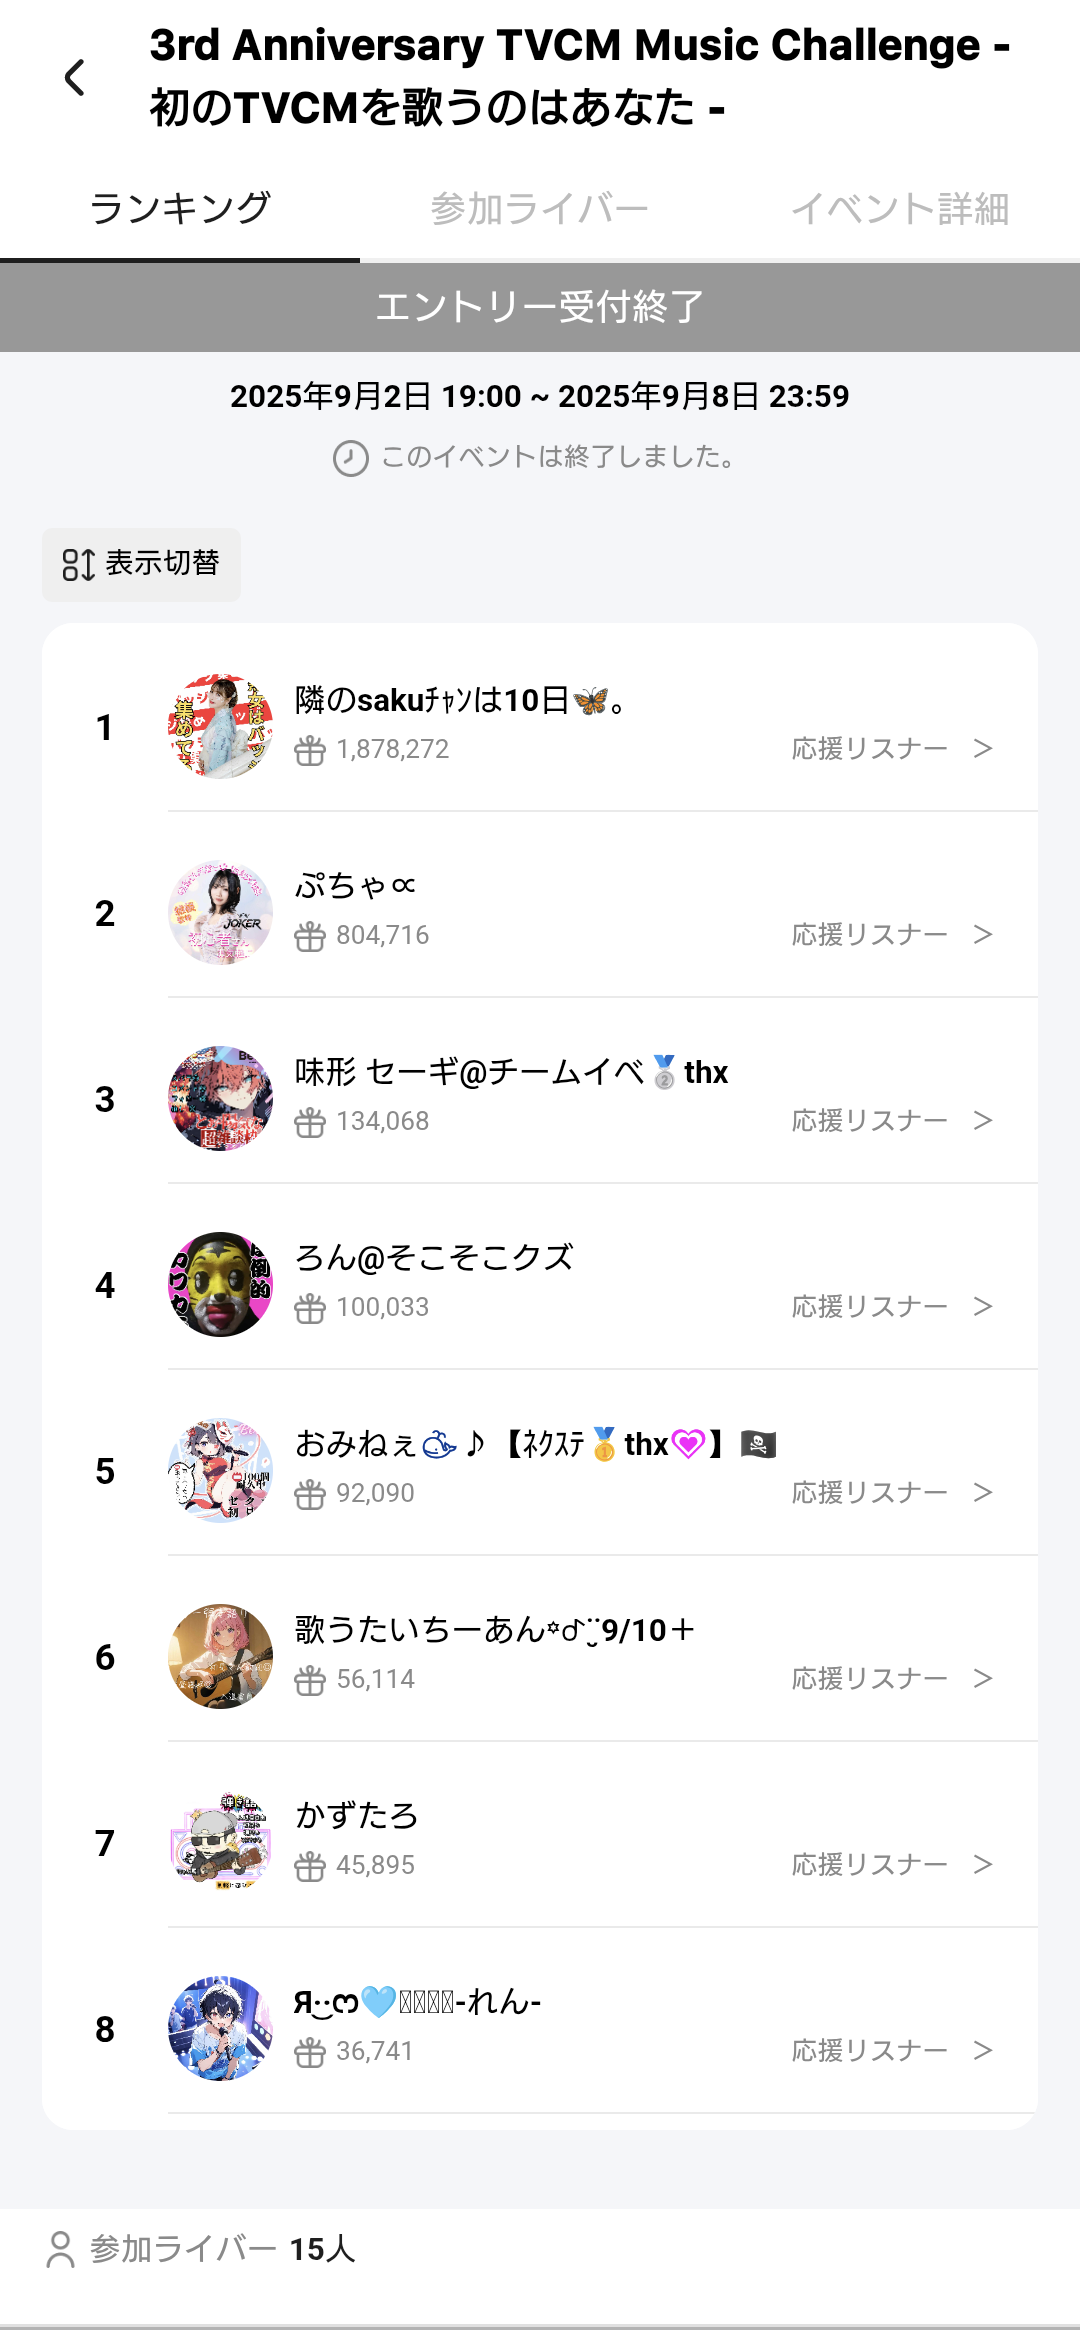 3rd Anniversary TVCM Music Challenge -
初のTVCMを歌うのはあなた -
ランキング 参加ライバー イベント詳細
エントリー受付終了
2025年9月2日 19:00 ~ 2025年9月8日 23:59
このイベントは終了しました。
表示切替
1
隣のsakuﾁｬﾝは10日🦋。
1,878,272 応援リスナー >
2
ぷちゃ∝
804,716 応援リスナー >
JOKER
3
味形 セーギ@チームイベ🥈thx
134,068 応援リスナー >
4
ろん@そこそこクズ
100,033 応援リスナー >
5
おみねぇ🐳♪【ﾈｸｽﾃ🥇thx💟】🏴‍☠️
92,090 応援リスナー >
6
歌うたいちーあん
9/10＋
56,114 応援リスナー >
7
かずたろ
45,895 応援リスナー >
8
-れん-
36,741 応援リスナー >
参加ライバー 15人